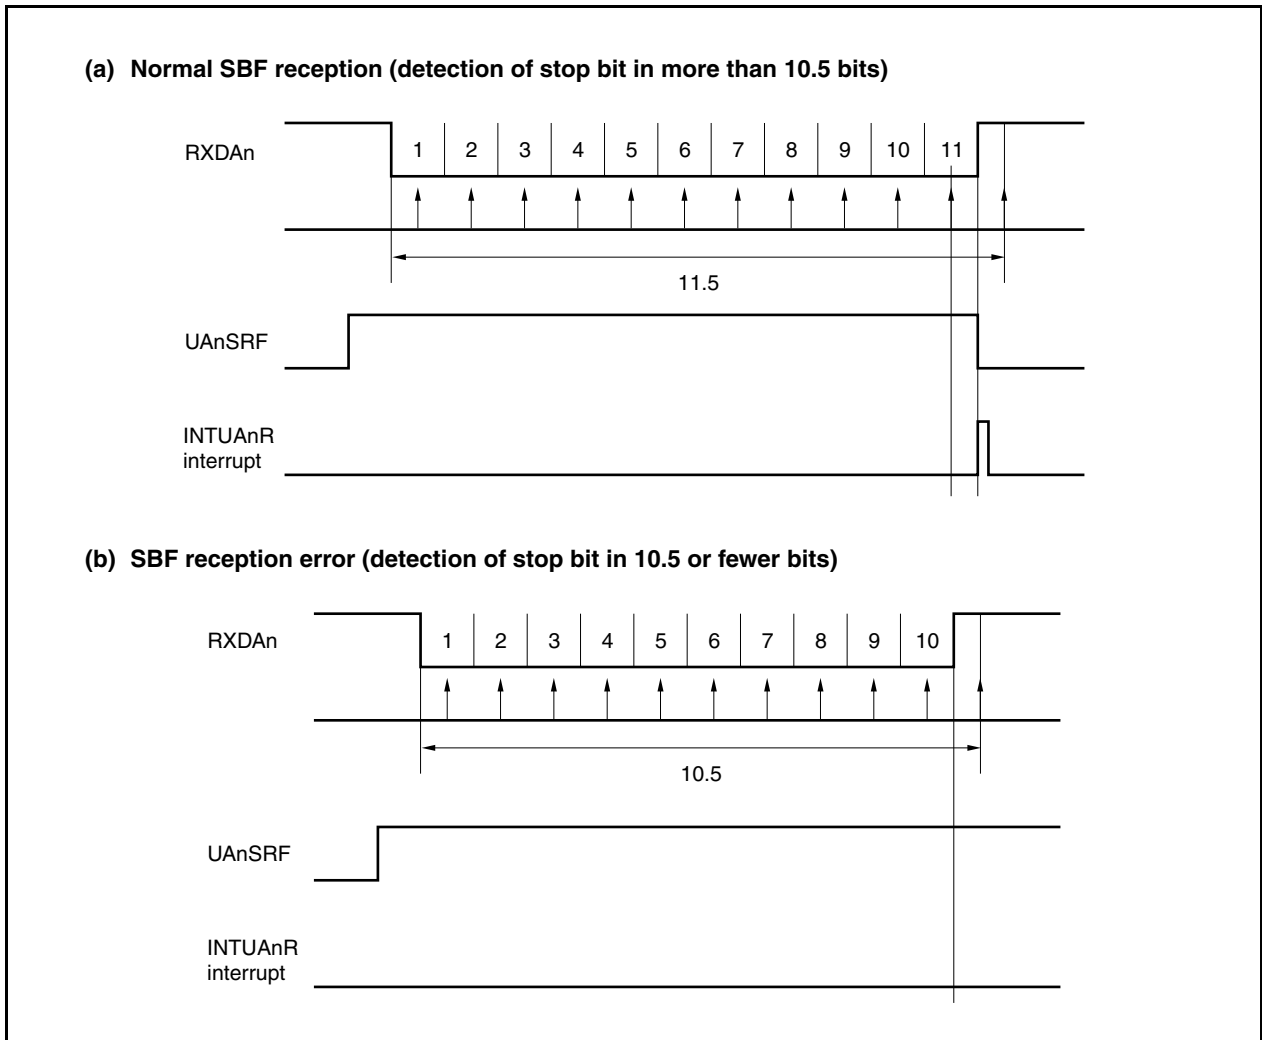 (a) Normal SBF reception (detection of stop bit in more than 10.5 bits)
RXDAn
1 2 3 4 5 6 7 8 9 10 11
11.5
UAnSRF
INTUAnR
interrupt
(b) SBF reception error (detection of stop bit in 10.5 or fewer bits)
RXDAn
1 2 3 4 5 6 7 8 9 10
10.5
UAnSRF
INTUAnR
interrupt